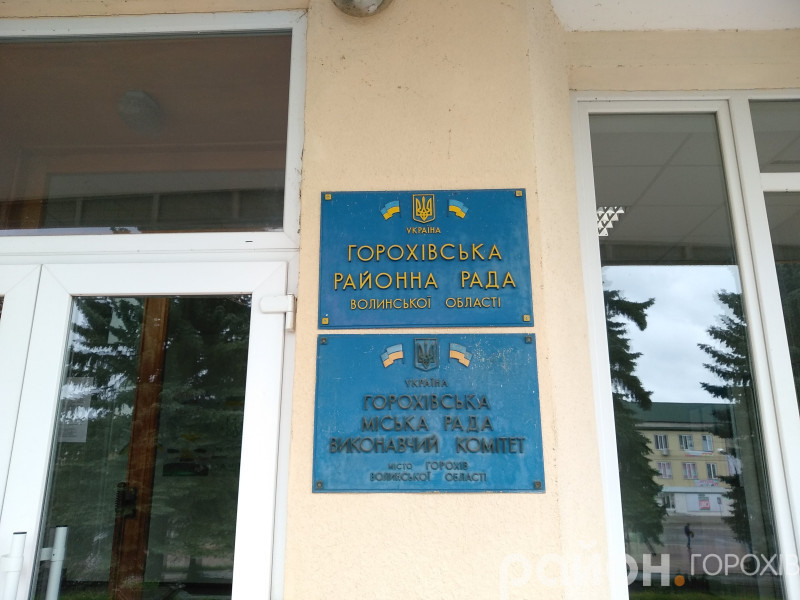 УКРАЇНА
ГОРОХІВСЬКА
РАЙОННА РАДА
ВОЛИНСЬКОЇ ОБЛАСТІ
УКРАЇНА
ГОРОХІВСЬКА
МІСЬКА РАДА
ВИКОНАВЧИЙ КОМІТЕТ
місто ГОРОХІВ
ВОЛИНСЬКОЇ ОБЛАСТІ
район.ГОРОХІВ